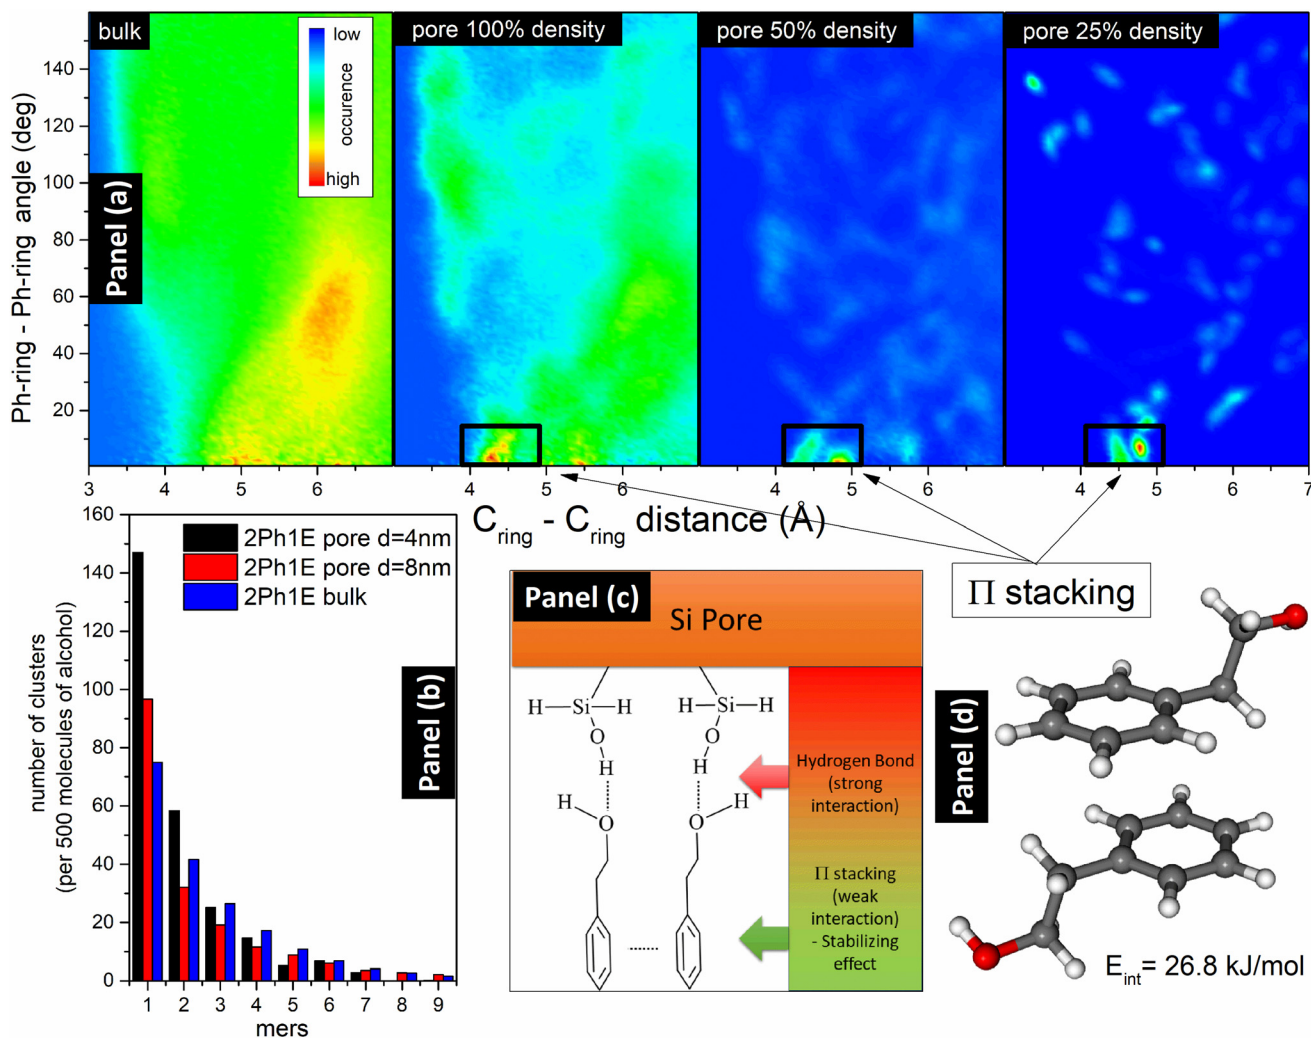 bulk
low
occurence
high
pore 100% density
pore 50% density
pore 25% density
Panel (a)
Ph-ring - Ph-ring angle (deg)
140
120
100
80
60
40
20
3 4 5 6
4 5 6
4 5 6
4 5 6 7
Cring - Cring distance (Å)
Π stacking
160
140
120
100
80
60
40
20
0
number of clusters
(per 500 molecules of alcohol)
2Ph1E pore d=4nm
2Ph1E pore d=8nm
2Ph1E bulk
Panel (b)
1 2 3 4 5 6 7 8 9
mers
Panel (c)
Si Pore
H Si H
H Si H
O
O
H
H
H
H
O
O
Hydrogen Bond
(strong
interaction)
Π stacking
(weak
interaction)
- Stabilizing
effect
Panel (d)
Eint= 26.8 kJ/mol